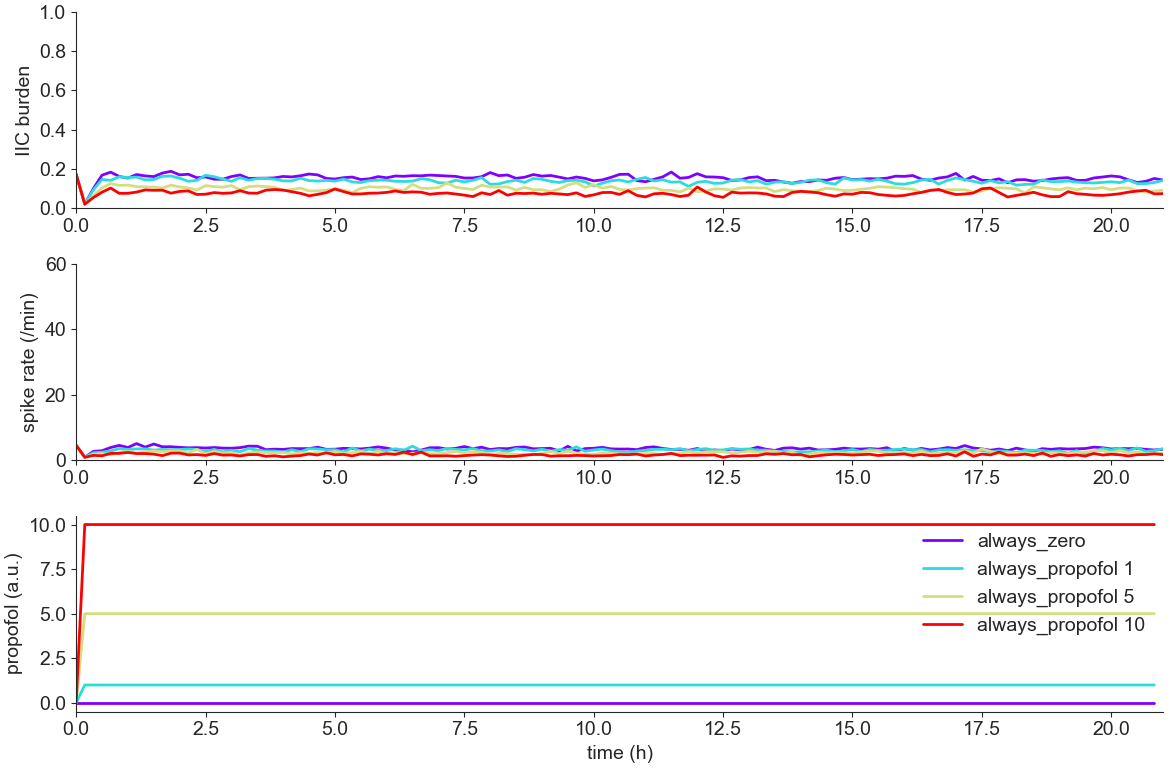 IIC burden
1.0
0.8
0.6
0.4
0.2
0.0
0.0 2.5 5.0 7.5 10.0 12.5 15.0 17.5 20.0
spike rate (/min)
60
40
20
0
0.0 2.5 5.0 7.5 10.0 12.5 15.0 17.5 20.0
propofol (a.u.)
10.0
7.5
5.0
2.5
0.0
always_zero
always_propofol 1
always_propofol 5
always_propofol 10
0.0 2.5 5.0 7.5 10.0 12.5 15.0 17.5 20.0
time (h)